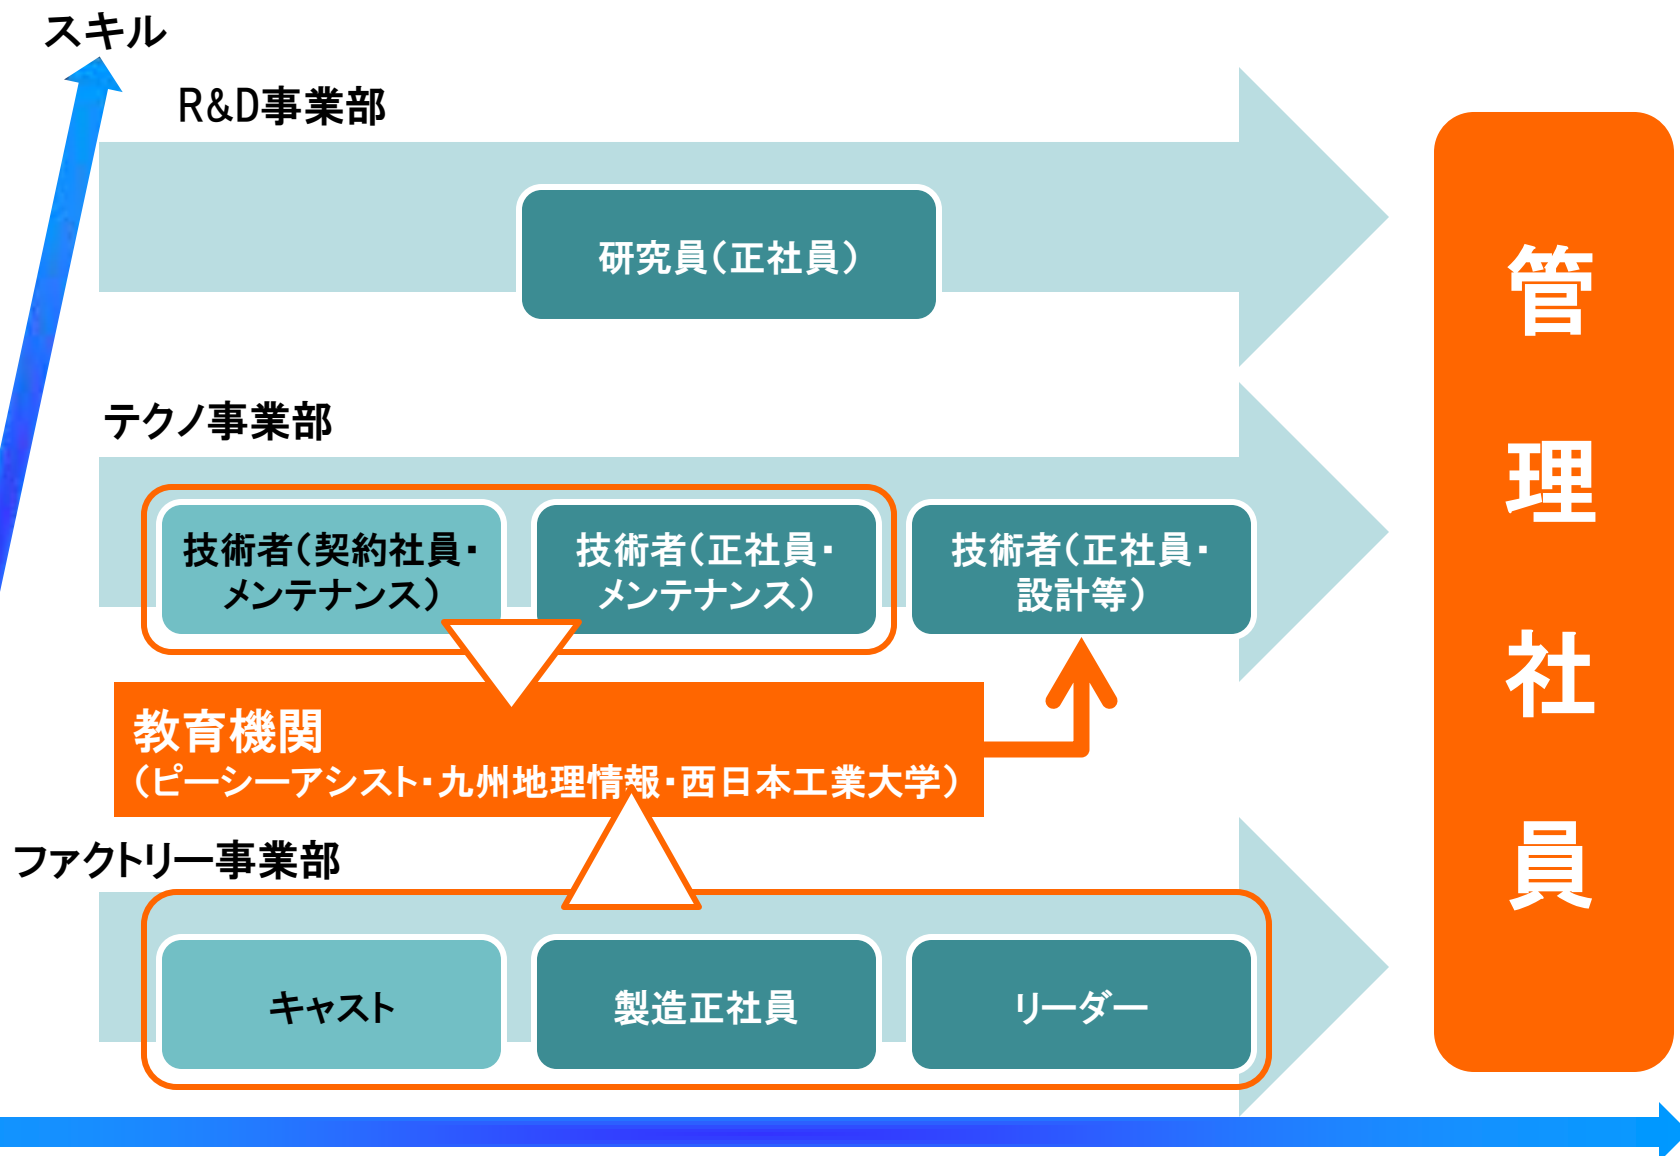 スキル
R&D事業部
研究員（正社員）
テクノ事業部
技術者（契約社員・
メンテナンス）
技術者（正社員・
メンテナンス）
技術者（正社員・
設計等）
教育機関
（ピーシーアシスト・九州地理情報・西日本工業大学）
ファクトリー事業部
キャスト
製造正社員
リーダー
管
理
社
員